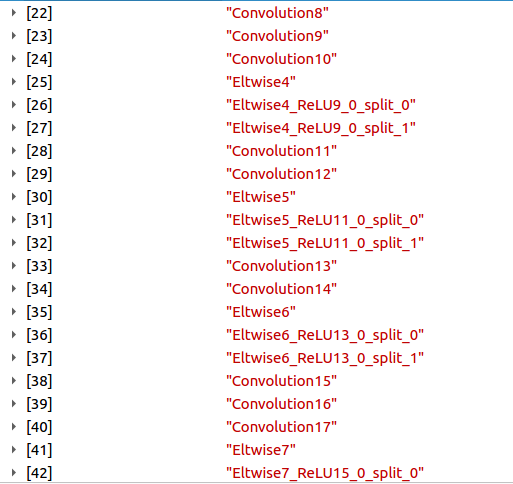 [22] "Convolution8"
[23] "Convolution9"
[24] "Convolution10"
[25] "Eltwise4"
[26] "Eltwise4_ReLU9_0_split_0"
[27] "Eltwise4_ReLU9_0_split_1"
[28] "Convolution11"
[29] "Convolution12"
[30] "Eltwise5"
[31] "Eltwise5_ReLU11_0_split_0"
[32] "Eltwise5_ReLU11_0_split_1"
[33] "Convolution13"
[34] "Convolution14"
[35] "Eltwise6"
[36] "Eltwise6_ReLU13_0_split_0"
[37] "Eltwise6_ReLU13_0_split_1"
[38] "Convolution15"
[39] "Convolution16"
[40] "Convolution17"
[41] "Eltwise7"
[42] "Eltwise7_ReLU15_0_split_0"